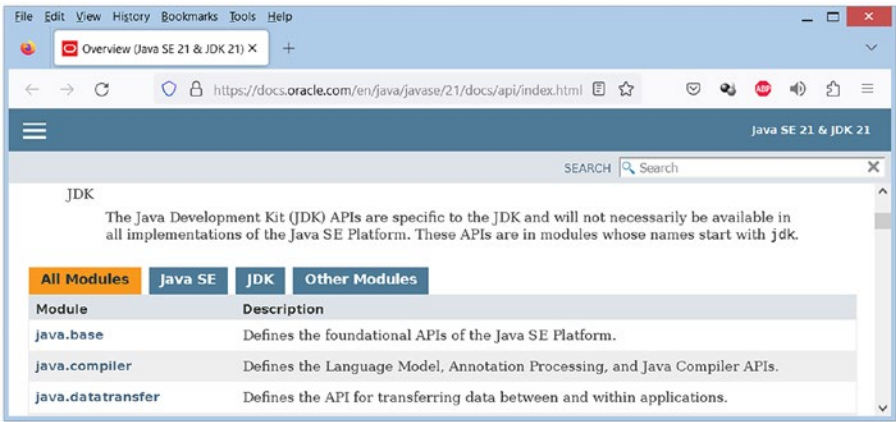 File Edit View History Bookmarks Tools Help
Overview (Java SE 21 & JDK 21) ×
https://docs.oracle.com/en/java/javase/21/docs/api/index.html
ABP
Java SE 21 & JDK 21
SEARCH Search
JDK
The Java Development Kit (JDK) APIs are specific to the JDK and will not necessarily be available in
all implementations of the Java SE Platform. These APIs are in modules whose names start with jdk.
All Modules Java SE JDK Other Modules
Module Description
java.base Defines the foundational APIs of the Java SE Platform.
java.compiler Defines the Language Model, Annotation Processing, and Java Compiler APIs.
java.datatransfer Defines the API for transferring data between and within applications.